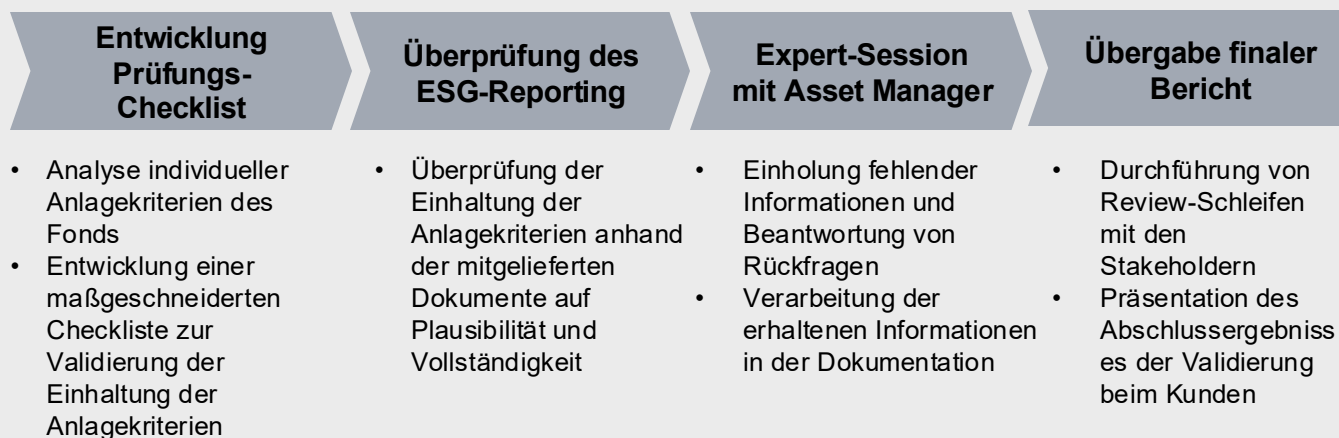 Entwicklung
Prüfungs-
Checklist
Überprüfung des
ESG-Reporting
Expert-Session
mit Asset Manager
Übergabe finaler
Bericht
• Analyse individueller
Anlagekriterien des
Fonds
• Entwicklung einer
maßgeschneiderten
Checkliste zur
Validierung der
Einhaltung der
Anlagekriterien
• Überprüfung der
Einhaltung der
Anlagekriterien anhand
der mitgelieferten
Dokumente auf
Plausibilität und
Vollständigkeit
• Einholung fehlender
Informationen und
Beantwortung von
Rückfragen
• Verarbeitung der
erhaltenen Informationen
in der Dokumentation
• Durchführung von
Review-Schleifen
mit den
Stakeholdern
• Präsentation des
Abschlussergebniss
es der Validierung
beim Kunden